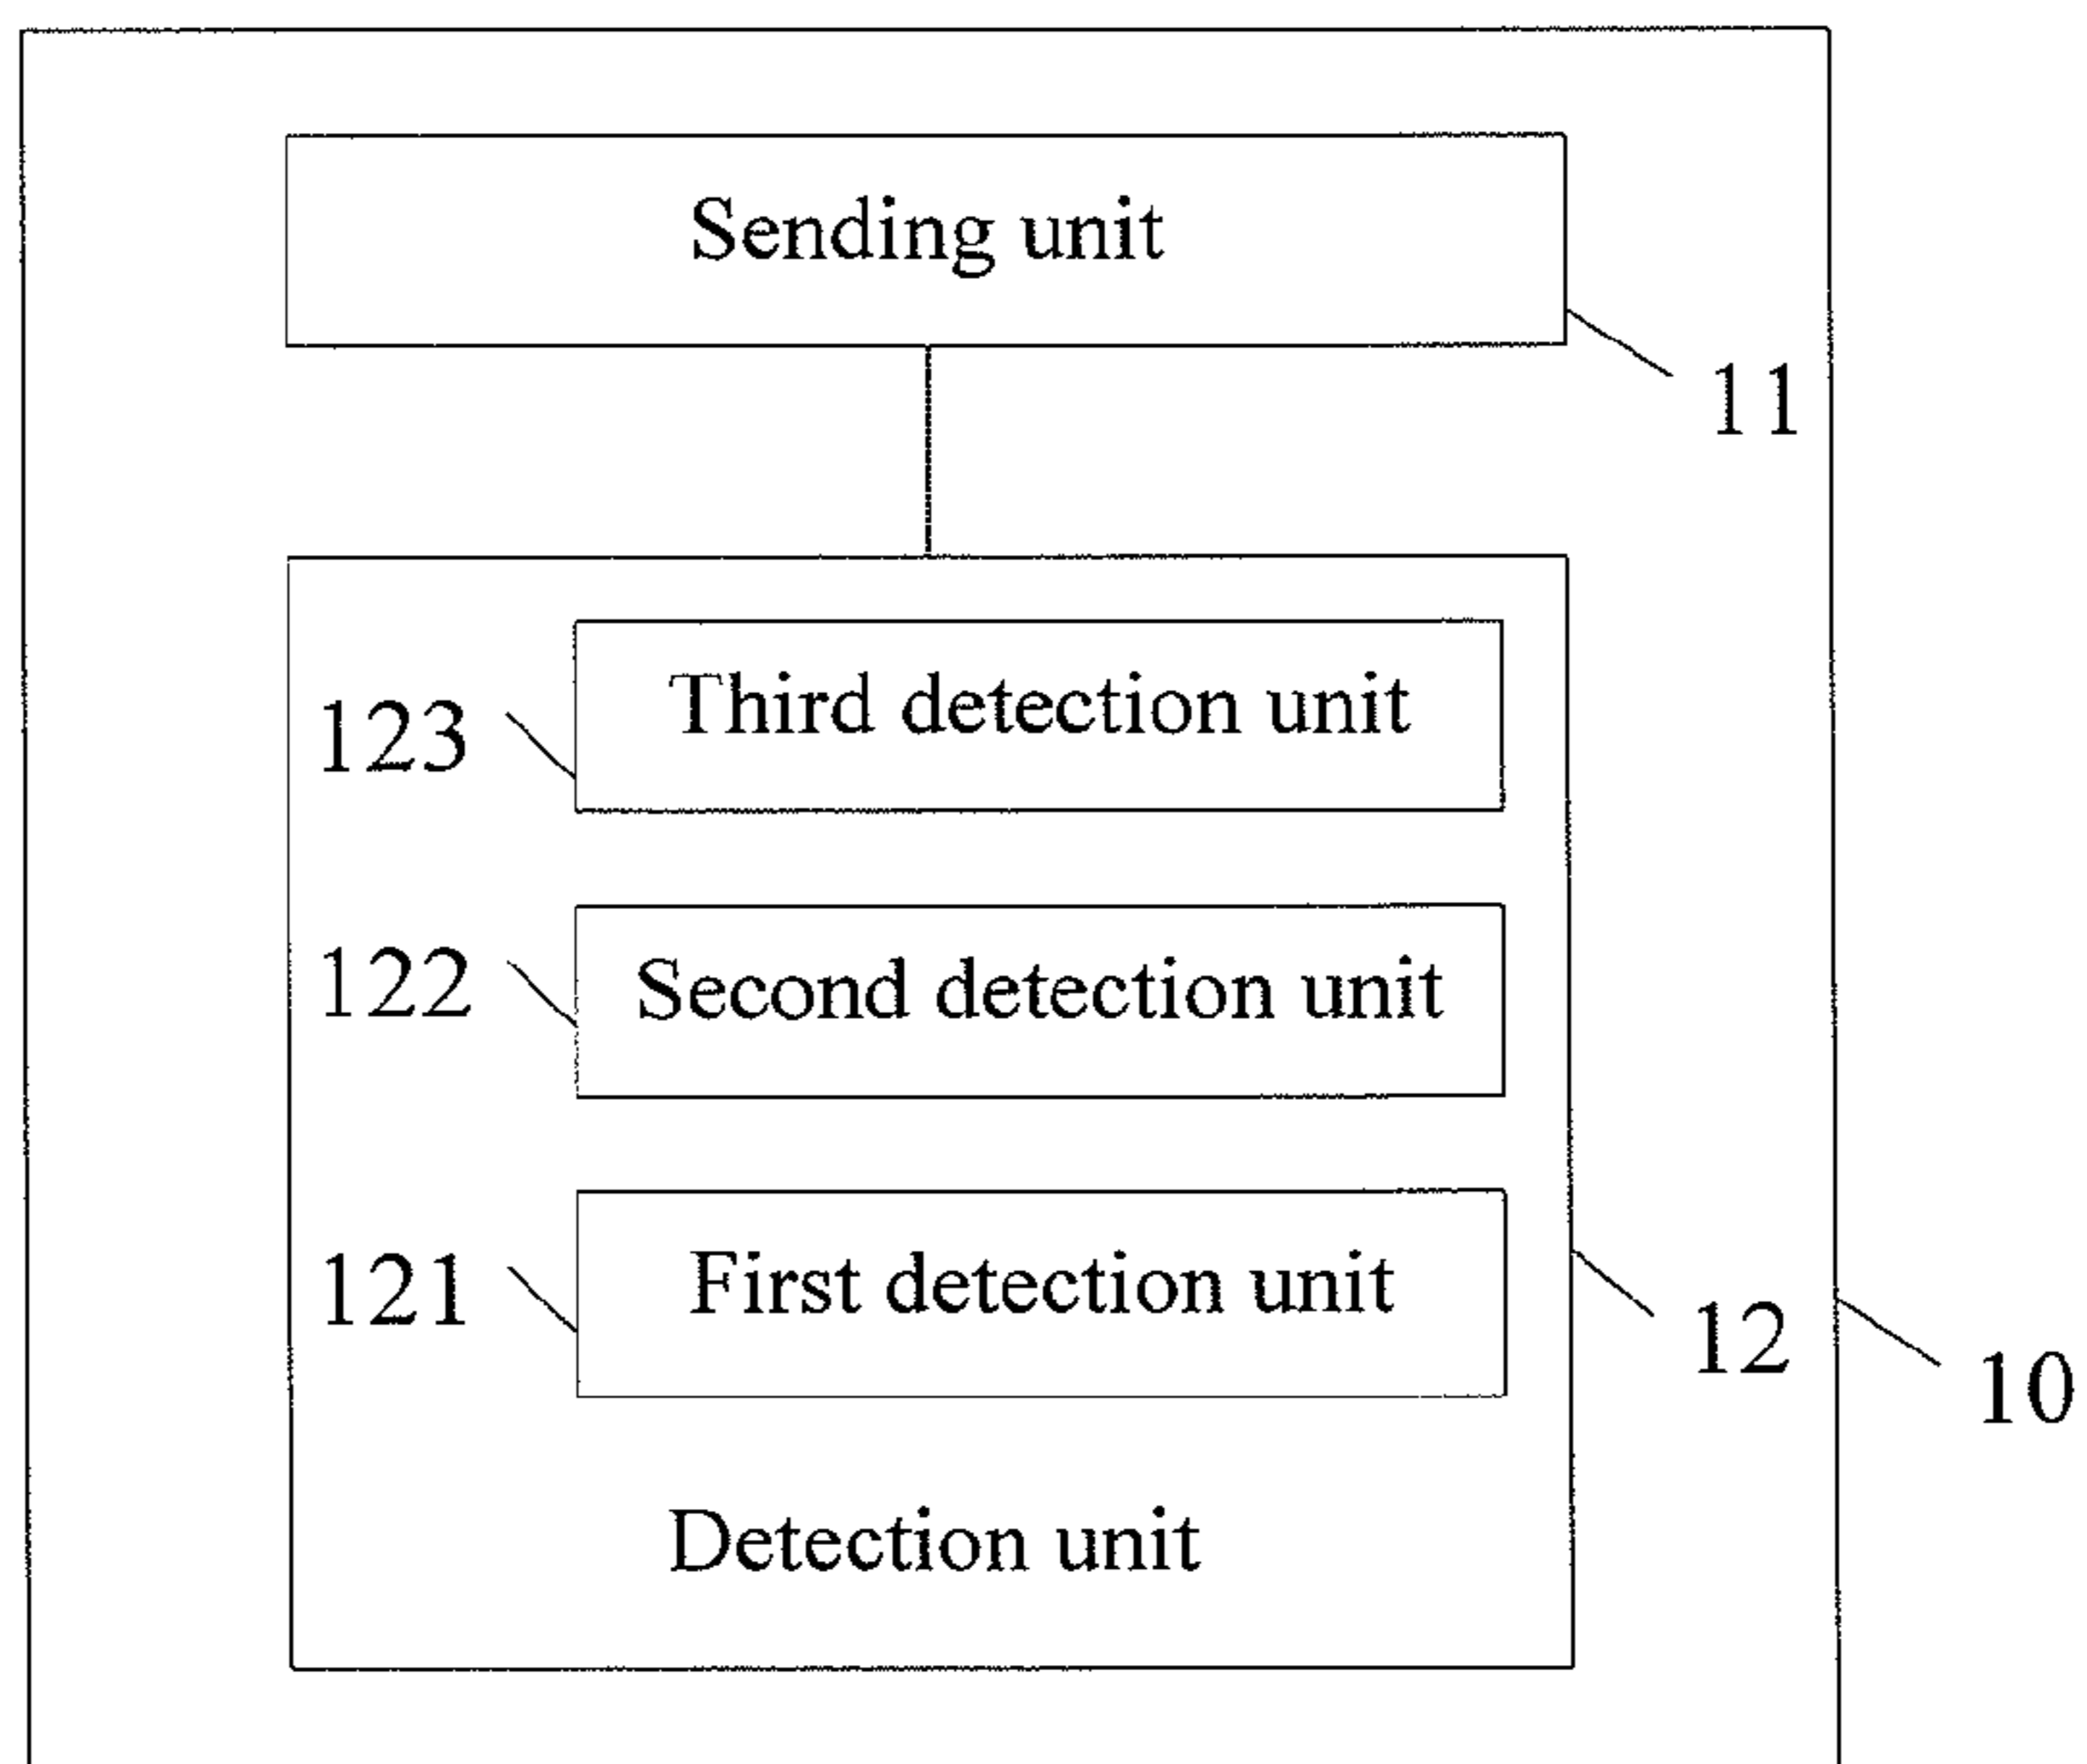 Sending unit
11
Third detection unit
123
Second detection unit
122
First detection unit
121
12
10
Detection unit